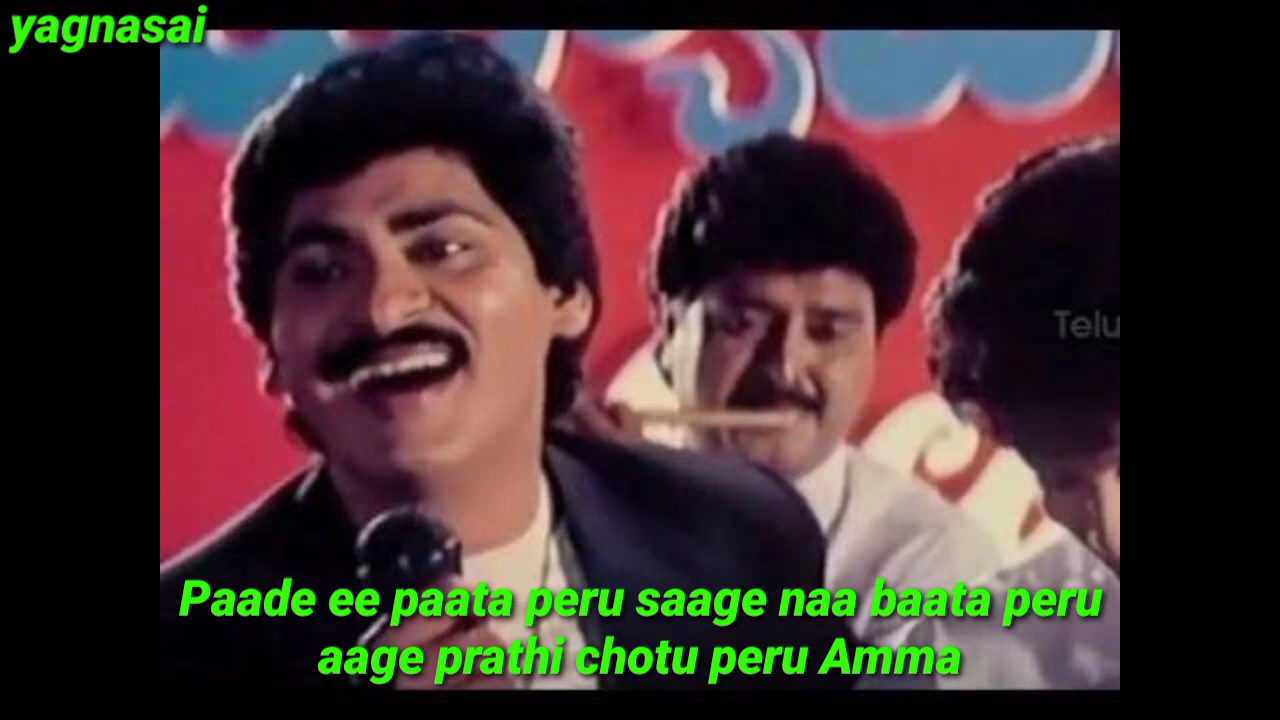 yagnasai
Telu
Paade ee paata peru saage naa baata peru
aage prathi chotu peru Amma